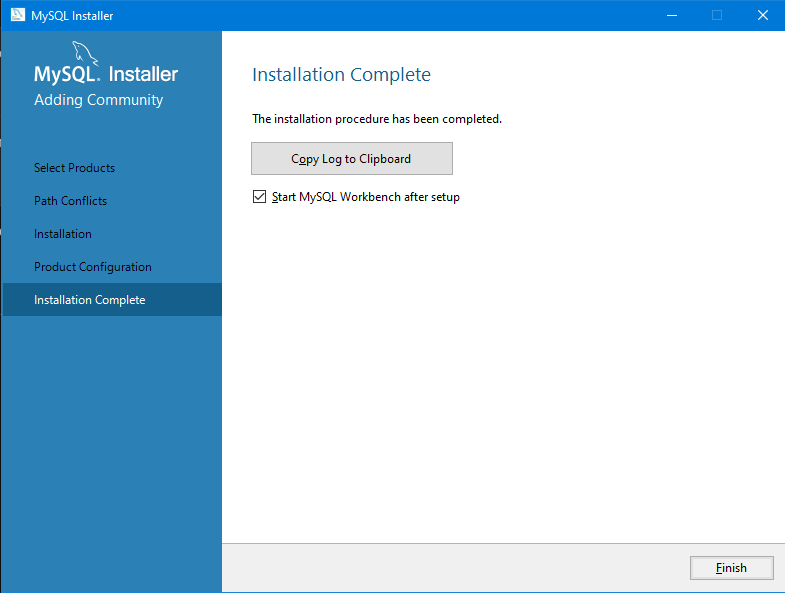 MySQL Installer
MySQL. Installer
Adding Community
Select Products
Path Conflicts
Installation
Product Configuration
Installation Complete
Installation Complete
The installation procedure has been completed.
Copy Log to Clipboard
Start MySQL Workbench after setup
Finish